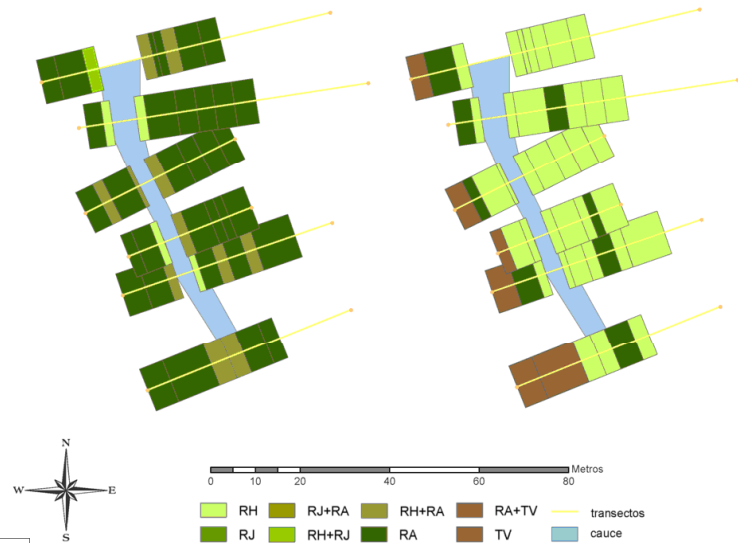 N
W E
S
Metros
0 10 20 40 60 80
RH RJ+RA RH+RA RA+TV transectos
RJ RH+RJ RA TV cauce